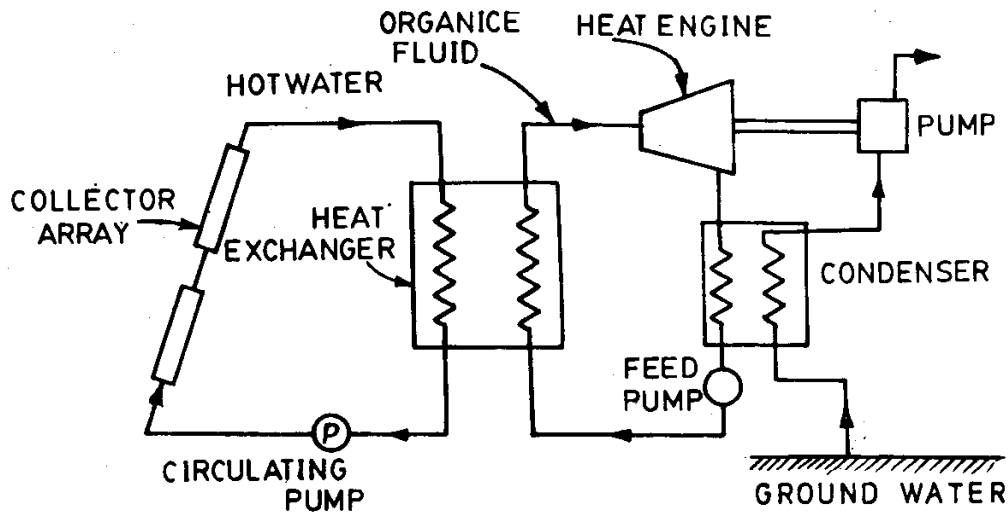 ORGANICE
FLUID
HEAT ENGINE
HOTWATER
PUMP
COLLECTOR
ARRAY
HEAT
EXCHANGER
CONDENSER
FEED
PUMP
P
CIRCULATING
PUMP
GROUND WATER